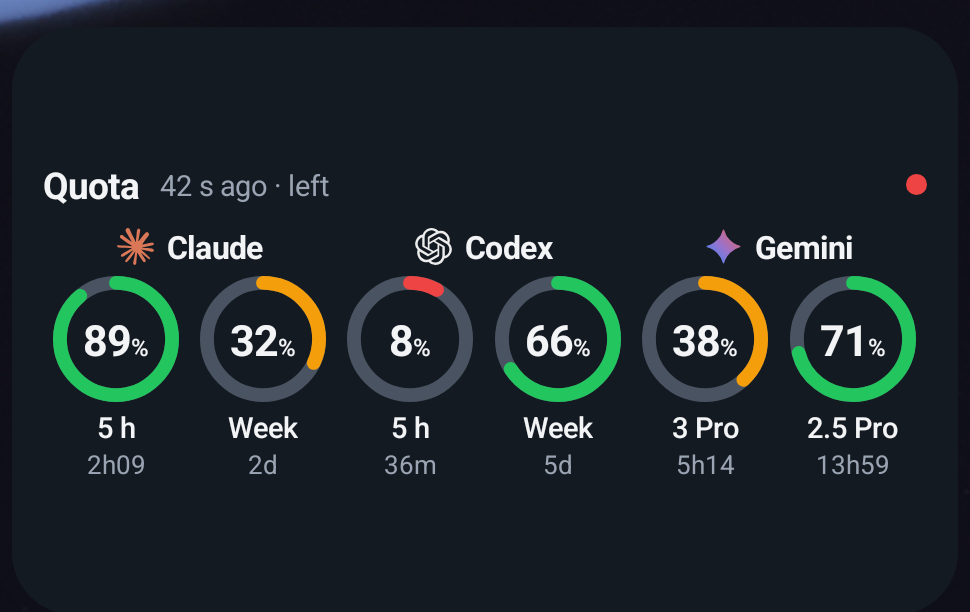 Quota 42 s ago · left
Claude Codex Gemini
89% 32% 8% 66% 38% 71%
5 h Week 5 h Week 3 Pro 2.5 Pro
2h09 2d 36m 5d 5h14 13h59